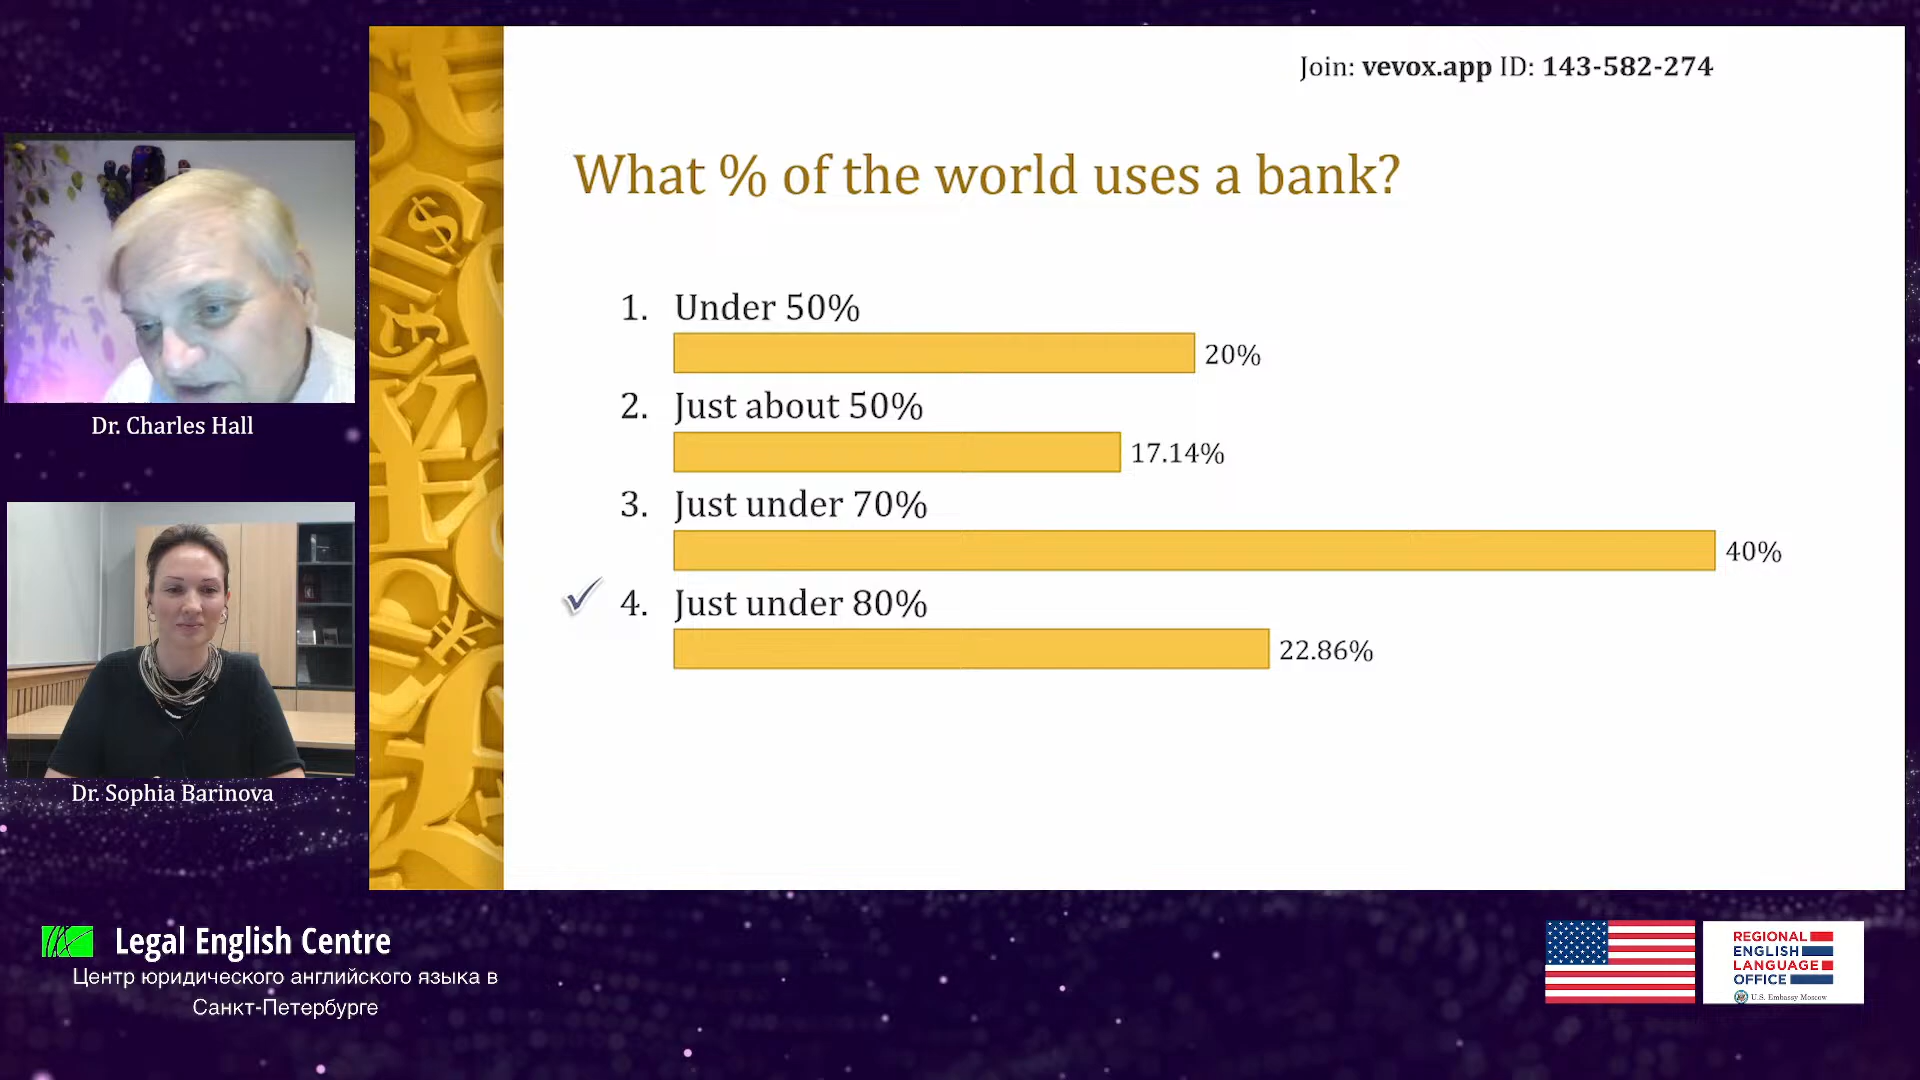 Join: vevox.app ID: 143-582-274
What % of the world uses a bank?
1. Under 50%
20%
2. Just about 50%
17.14%
3. Just under 70%
40%
4. Just under 80%
22.86%
Dr. Charles Hall
Dr. Sophia Barinova
Legal English Centre
Центр юридического английского языка в
Санкт-Петербурге
REGIONAL
ENGLISH
LANGUAGE
OFFICE
U.S. Embassy Moscow